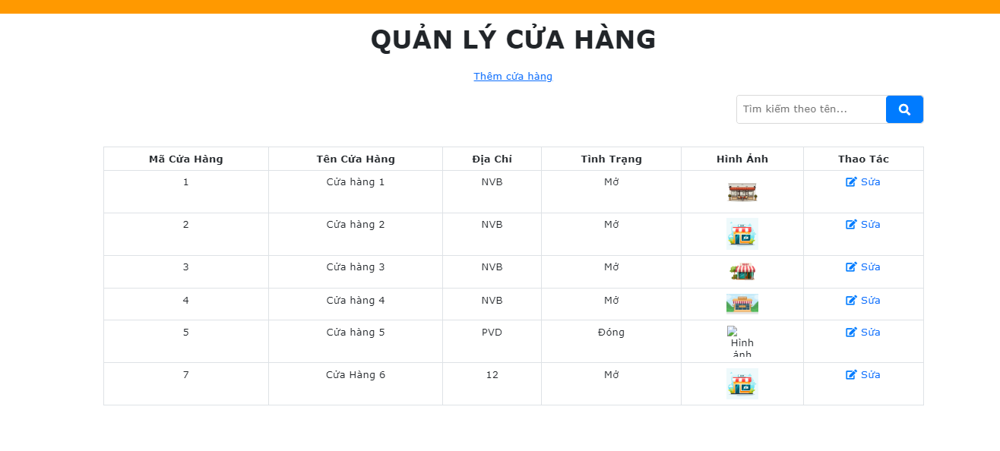 QUẢN LÝ CỬA HÀNG
Thêm cửa hàng
Tìm kiếm theo tên...
Mã Cửa Hàng Tên Cửa Hàng Địa Chỉ Tình Trạng Hình Ảnh Thao Tác
1 Cửa hàng 1 NVB Mở Sửa
2 Cửa hàng 2 NVB Mở Sửa
3 Cửa hàng 3 NVB Mở Sửa
4 Cửa hàng 4 NVB Mở Sửa
5 Cửa hàng 5 PVD Đóng Hình ảnh Sửa
7 Cửa Hàng 6 12 Mở Sửa